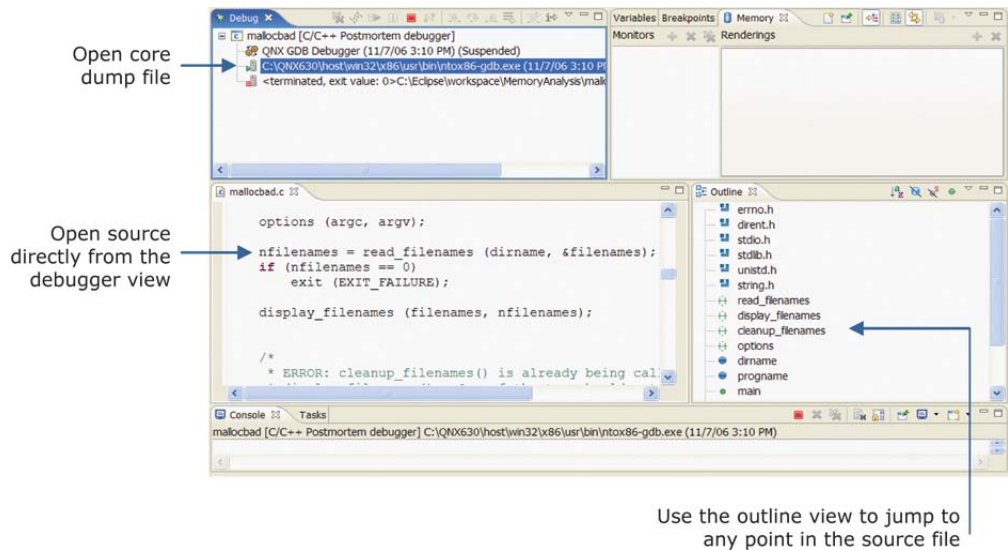 Debug
Variables Breakpoints Memory
mallocbad [C/C++ Postmortem debugger]
Monitors
Renderings
QNX GDB Debugger (11/7/06 3:10 PM) (Suspended)
C:\QNX630\host\win32\x86\usr\bin\ntox86-gdb.exe (11/7/06 3:10
<terminated, exit value: 0>C:\Eclipse\workspace\MemoryAnalysis\
Open core
dump file
mallocbad.c
Outline
options (argc, argv);
nfilenames = read_filenames (dirname, &filenames);
if (nfilenames == 0)
exit (EXIT_FAILURE);
display_filenames (filenames, nfilenames);
/*
* ERROR: cleanup_filenames() is already being
Open source
directly from the
debugger view
errno.h
dirent.h
stdio.h
stdlib.h
unistd.h
string.h
read_filenames
display_filenames
cleanup_filenames
options
dirname
progname
main
Console Tasks
mallocbad [C/C++ Postmortem debugger] C:\QNX630\host\win32\x86\usr\bin\ntox86-gdb.exe (11/7/06 3:10 PM)
Use the outline view to jump to
any point in the source file